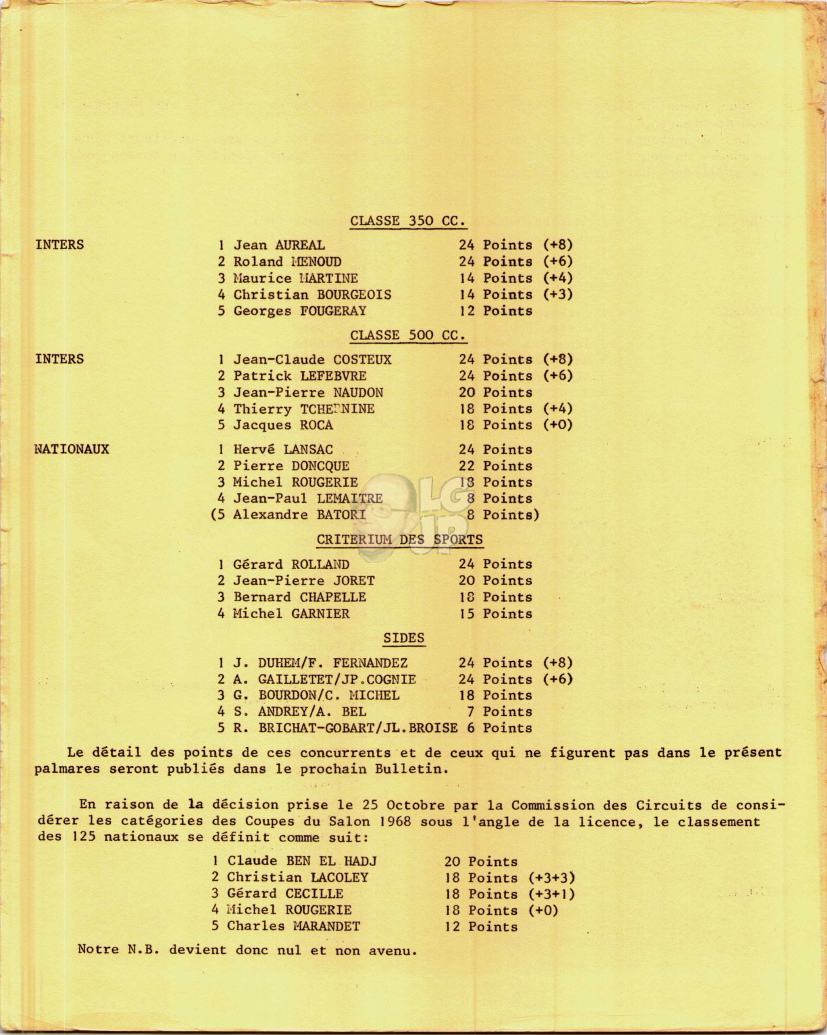 CLASSE 350 CC.
INTERS 1 Jean AUREAL 24 Points (+8)
2 Roland MENOUD 24 Points (+6)
3 Maurice MARTINE 14 Points (+4)
4 Christian BOURGEOIS 14 Points (+3)
5 Georges FOUGERAY 12 Points
CLASSE 500 CC.
INTERS 1 Jean-Claude COSTEUX 24 Points (+8)
2 Patrick LEFEBVRE 24 Points (+6)
3 Jean-Pierre NAUDON 20 Points
4 Thierry TCHERNINE 18 Points (+4)
5 Jacques ROCA 18 Points (+0)
NATIONAUX 1 Hervé LANSAC 24 Points
2 Pierre DONCQUE 22 Points
3 Michel ROUGERIE 18 Points
4 Jean-Paul LEMAITRE 8 Points
(5 Alexandre BATORI 8 Points)
LG
JP
CRITERIUM DES SPORTS
1 Gérard ROLLAND 24 Points
2 Jean-Pierre JORET 20 Points
3 Bernard CHAPELLE 18 Points
4 Michel GARNIER 15 Points
SIDES
1 J. DUHEM/F. FERNANDEZ 24 Points (+8)
2 A. GAILLETET/JP.COGNIE 24 Points (+6)
3 G. BOURDON/C. MICHEL 18 Points
4 S. ANDREY/A. BEL 7 Points
5 R. BRICHAT-GOBART/JL.BROISE 6 Points
Le détail des points de ces concurrents et de ceux qui ne figurent pas dans le présent
palmares seront publiés dans le prochain Bulletin.
En raison de la décision prise le 25 Octobre par la Commission des Circuits de consi-
dérer les catégories des Coupes du Salon 1968 sous l'angle de la licence, le classement
des 125 nationaux se définit comme suit:
1 Claude BEN EL HADJ 20 Points
2 Christian LACOLEY 18 Points (+3+3)
3 Gérard CECILLE 18 Points (+3+1)
4 Michel ROUGERIE 18 Points (+0)
5 Charles MARANDET 12 Points
Notre N.B. devient donc nul et non avenu.